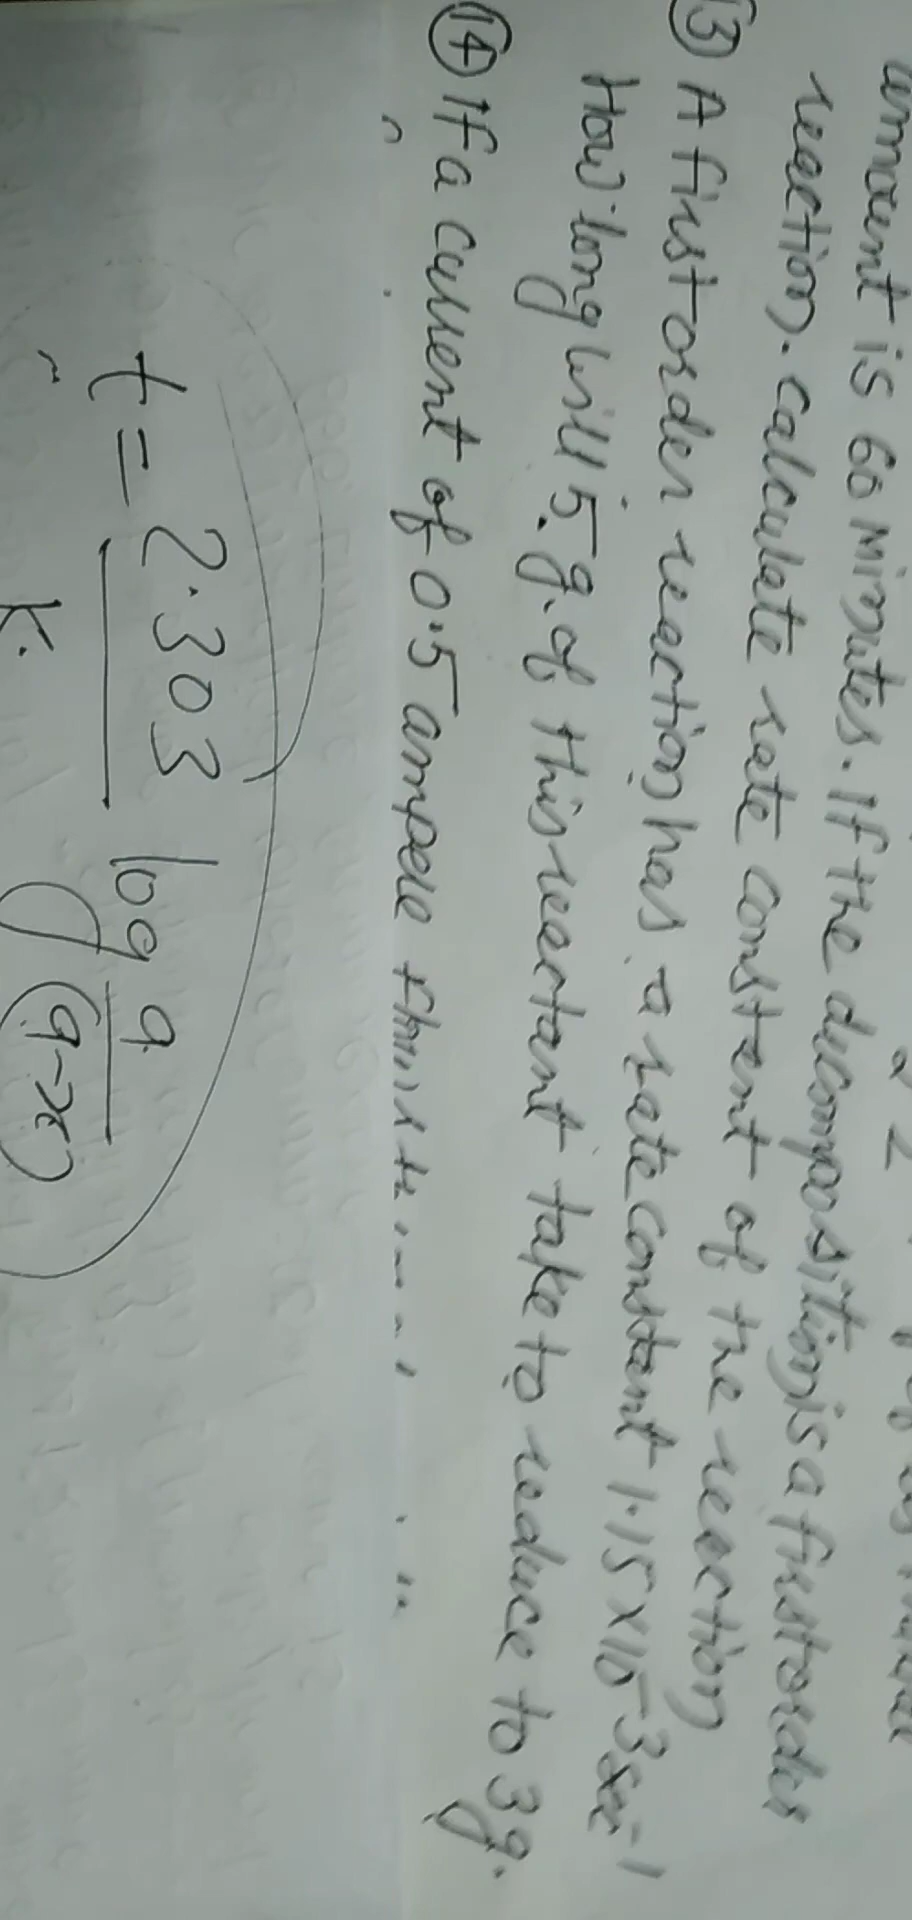 amount is 60 minutes. If the decomposition is a first order
reaction. calculate rate constant of the reaction
(13) A first order reaction has a rate constant 1.15 x 10^-3 sec^-1
How long will 5 g. of this reactant take to reduce to 3g.
(14) If a current of 0.5 ampere
t = 2.303 / k. log a / (a-x)